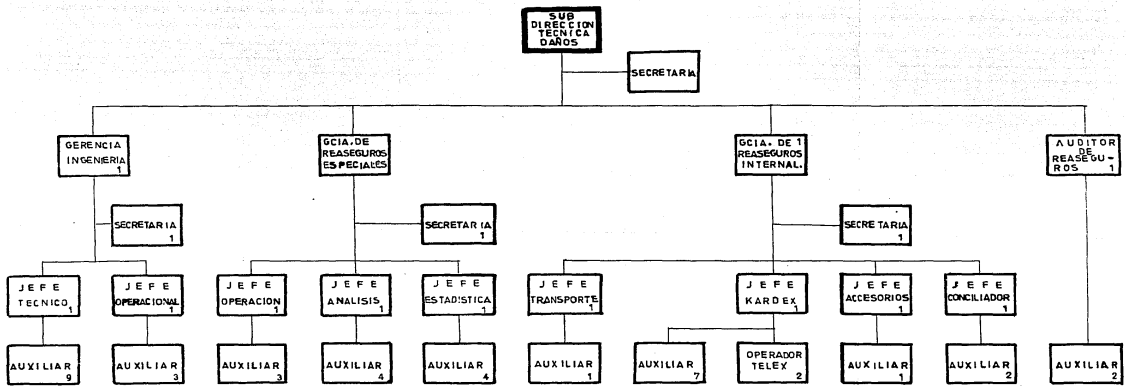 SUB
DIRECCION
TECNICA
DAÑOS
SECRETARIA
GERENCIA
INGENIERIA
1
GCIA. DE
REASEGUROS
ESPECIALES
GCIA. DE 1
REASEGUROS
INTERNAL.
AUDITOR
DE
REASEGU-
ROS 1
SECRETARIA
1
SECRETARIA
1
SECRETARIA
1
JEFE
TECNICO
1
JEFE
OPERACIONAL
1
JEFE
OPERACION
1
JEFE
ANALISIS
1
JEFE
ESTADISTICA
1
JEFE
TRANSPORTE
1
JEFE
KARDEX
1
JEFE
ACCESORIOS
1
JEFE
CONCILIADOR
1
AUXILIAR
9
AUXILIAR
3
AUXILIAR
3
AUXILIAR
4
AUXILIAR
4
AUXILIAR
1
AUXILIAR
7
OPERADOR
TELEX
2
AUXILIAR
1
AUXILIAR
2
AUXILIAR
2